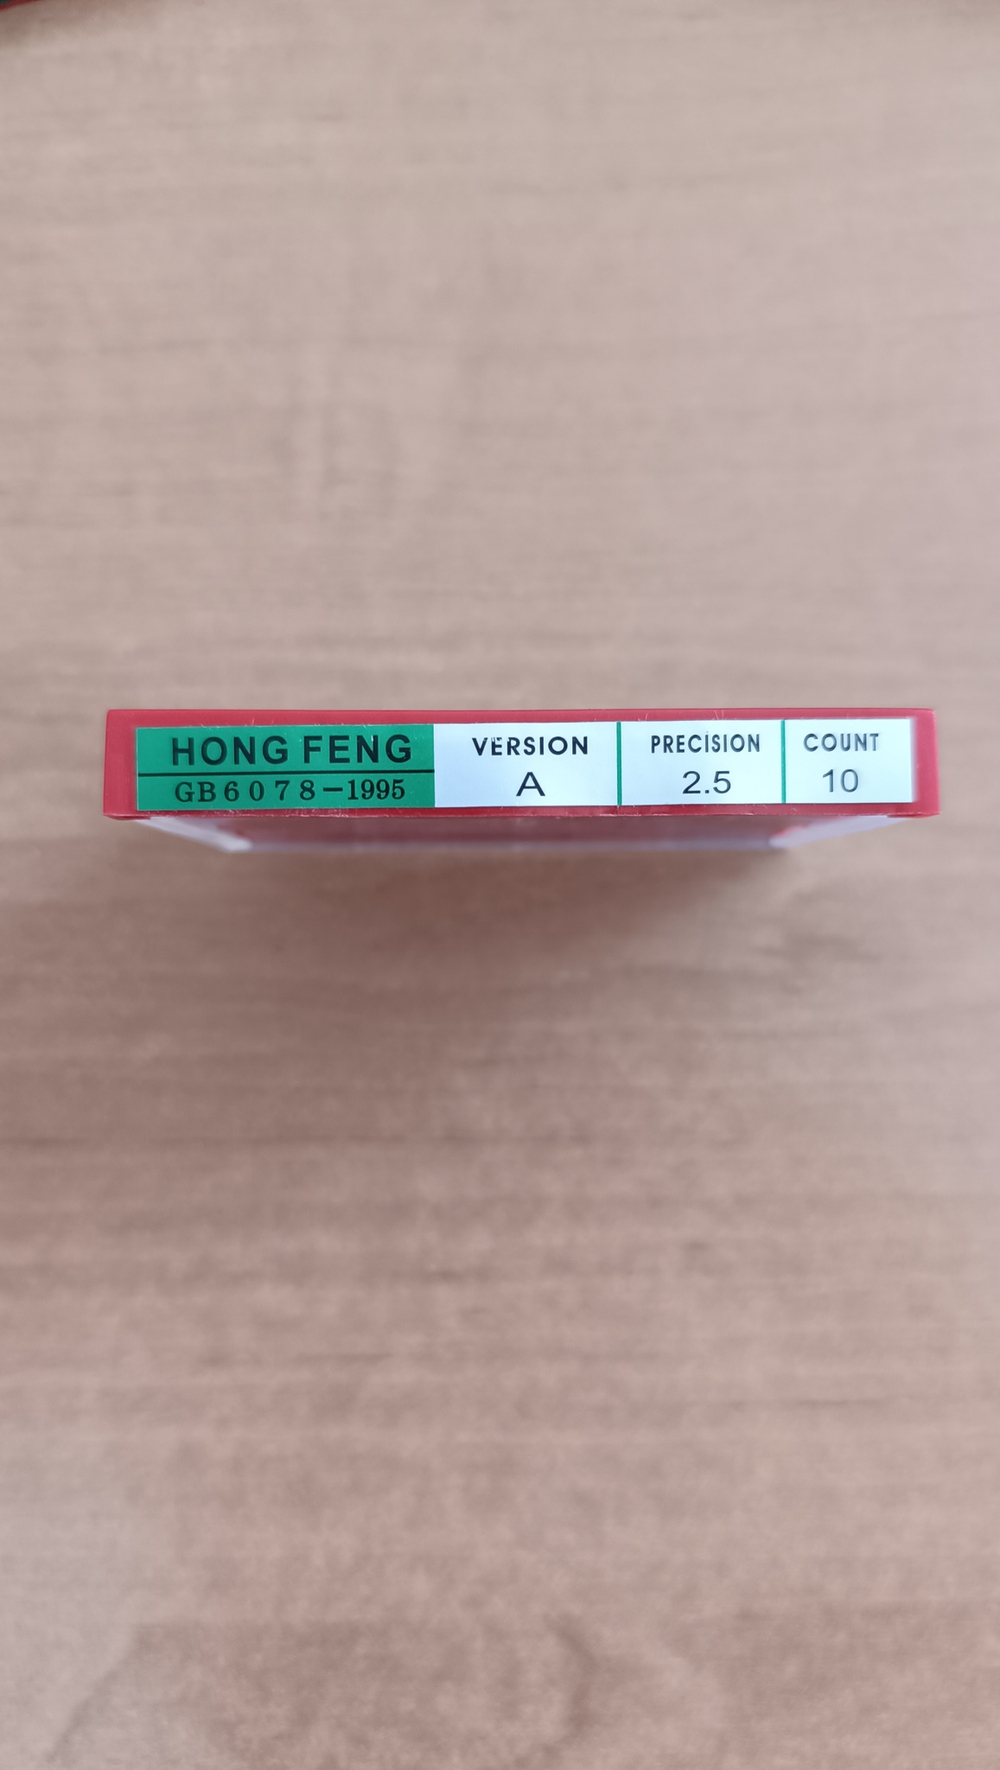 HONG FENG
GB6078-1995
VERSION
A
PRECISION
2.5
COUNT
10